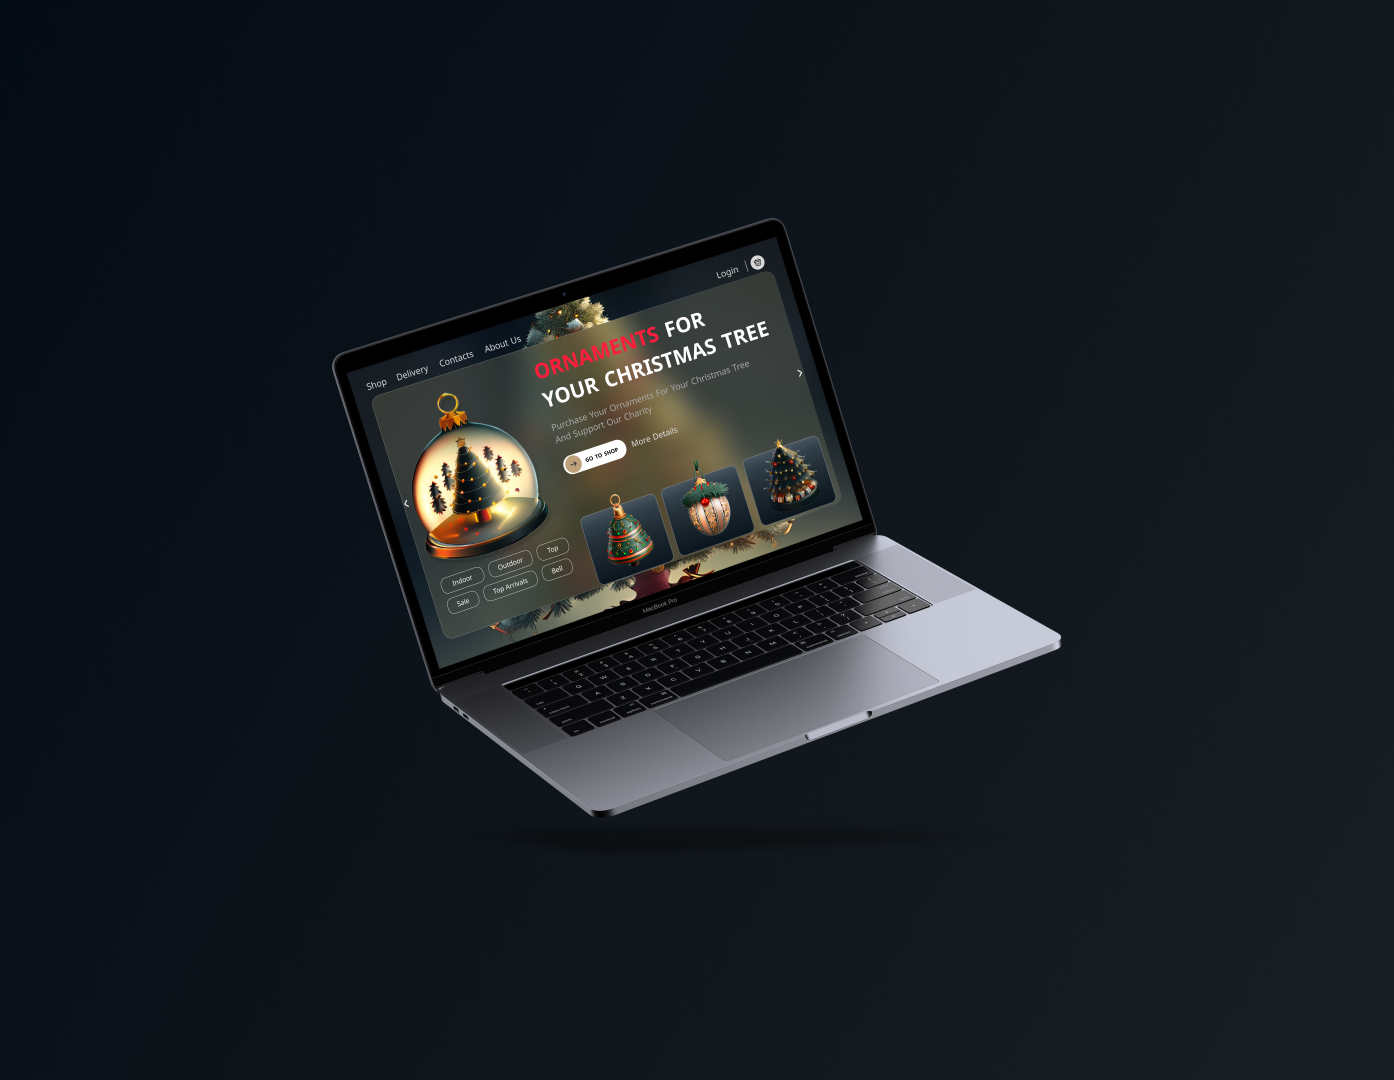 Shop Delivery Contacts About Us Login
ORNAMENTS FOR
YOUR CHRISTMAS TREE
Purchase Your Ornaments For Your Christmas Tree
And Support Our Charity
GO TO SHOP More Details
Indoor Outdoor Top
Sale Top Arrivals Bell
MacBook Pro